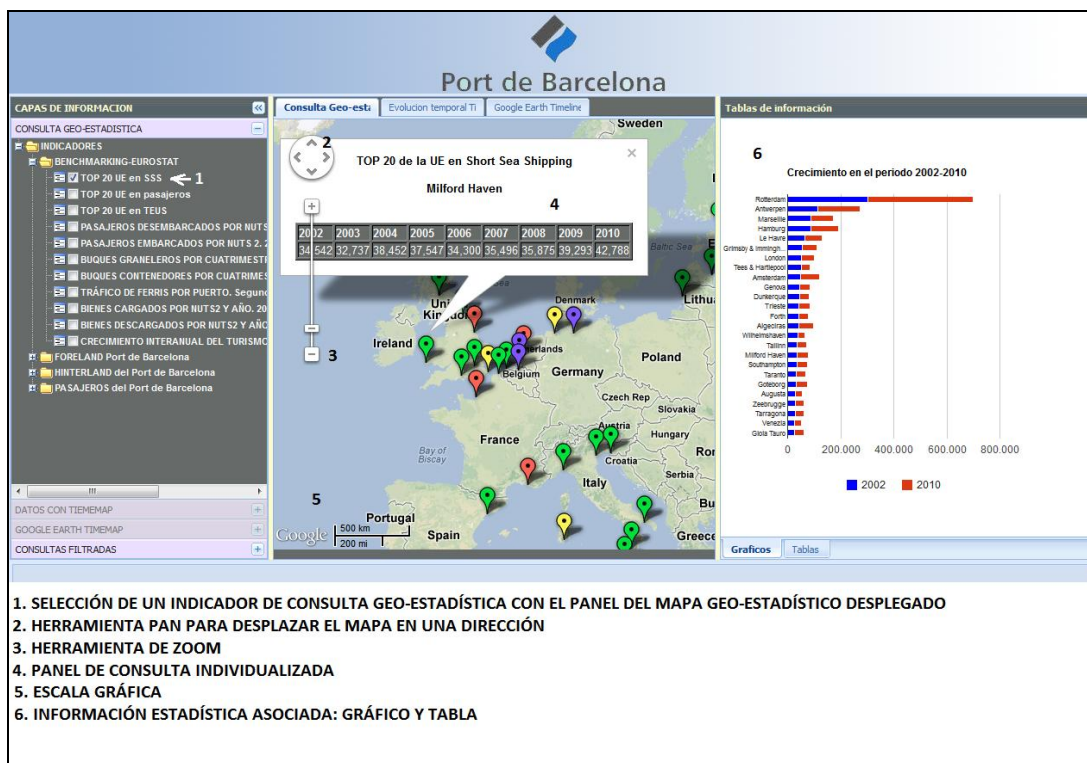 Port de Barcelona
CAPAS DE INFORMACION
CONSULTA GEO-ESTADISTICA
INDICADORES
BENCHMARKING-EUROSTAT
TOP 20 UE en SSS
1
TOP 20 UE en pasajeros
TOP 20 UE en TEUS
PASAJEROS DESEMBARCADOS POR NUTS
PASAJEROS EMBARCADOS POR NUTS 2. 2
BUQUES GRANELEROS POR CUATRIMESTR
BUQUES CONTENEDORES POR CUATRIMES
TRÁFICO DE FERRIS POR PUERTO. Segund
BIENES CARGADOS POR NUTS2 Y AÑO. 20
BIENES DESCARGADOS POR NUTS2 Y AÑO
CRECIMIENTO INTERANUAL DEL TURISMO
FORELAND Port de Barcelona
HINTERLAND del Port de Barcelona
PASAJEROS del Port de Barcelona
DATOS CON TIEMEMAP
GOOGLE EARTH TIMEMAP
CONSULTAS FILTRADAS
Consulta Geo-esta
Evolucion temporal Ti
Google Earth Timeline
Sweden
2
TOP 20 de la UE en Short Sea Shipping
Milford Haven
4
2002 2003 2004 2005 2006 2007 2008 2009 2010
34,542 32,737 38,452 37,547 34,300 35,496 35,875 39,293 42,788
Baltic Sea
Lithu
Denmark
Ireland
3
Poland
Belgium
Germany
Czech Rep
Slovakia
Austria
France
Hungary
Bay of
Biscay
Croatia
Serbia
Italy
5
Portugal
Spain
Greece
Google
500 km
200 mi
Tablas de información
6
Crecimiento en el periodo 2002-2010
Rotterdam
Antwerpen
Marseille
Hamburg
Le Havre
Grimsby & Immingh...
London
Tees & Hartlepool
Amsterdam
Genova
Dunkerque
Trieste
Forth
Algeciras
Wilhelmshaven
Tallinn
Milford Haven
Southampton
Taranto
Goteborg
Augusta
Zeebrugge
Tarragona
Venezia
Gioia Tauro
0 200.000 400.000 600.000 800.000
2002 2010
Graficos
Tablas
1. SELECCIÓN DE UN INDICADOR DE CONSULTA GEO-ESTADÍSTICA CON EL PANEL DEL MAPA GEO-ESTADÍSTICO DESPLEGADO
2. HERRAMIENTA PAN PARA DESPLAZAR EL MAPA EN UNA DIRECCIÓN
3. HERRAMIENTA DE ZOOM
4. PANEL DE CONSULTA INDIVIDUALIZADA
5. ESCALA GRÁFICA
6. INFORMACIÓN ESTADÍSTICA ASOCIADA: GRÁFICO Y TABLA